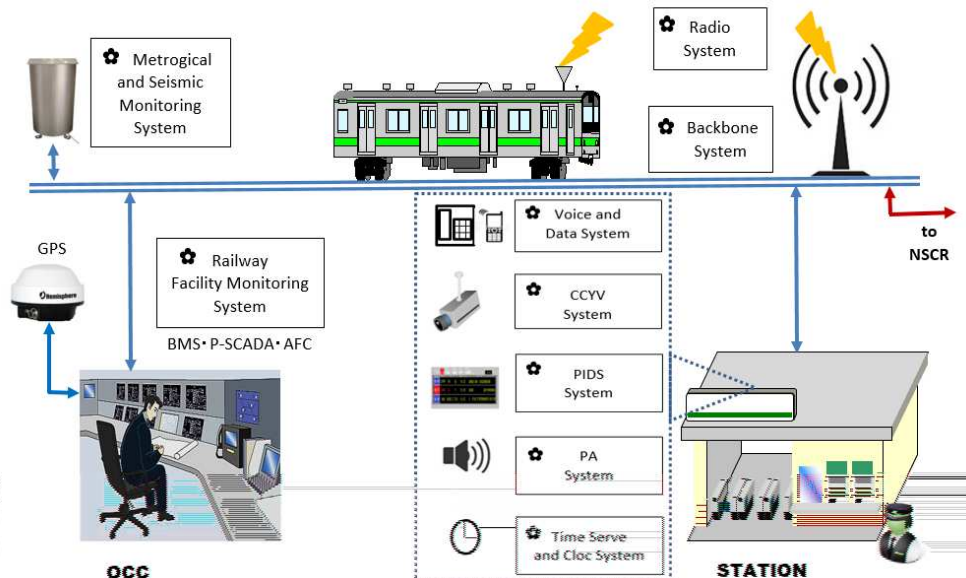 ✿ Metrogical
and Seismic
Monitoring
System
✿ Radio
System
✿ Backbone
System
to
NSCR
GPS
Hemisphere
✿ Railway
Facility Monitoring
System
BMS・P-SCADA・AFC
✿ Voice and
Data System
✿ CCYV
System
✿ PIDS
System
✿ PA
System
✿ Time Serve
and Cloc System
OCC
STATION